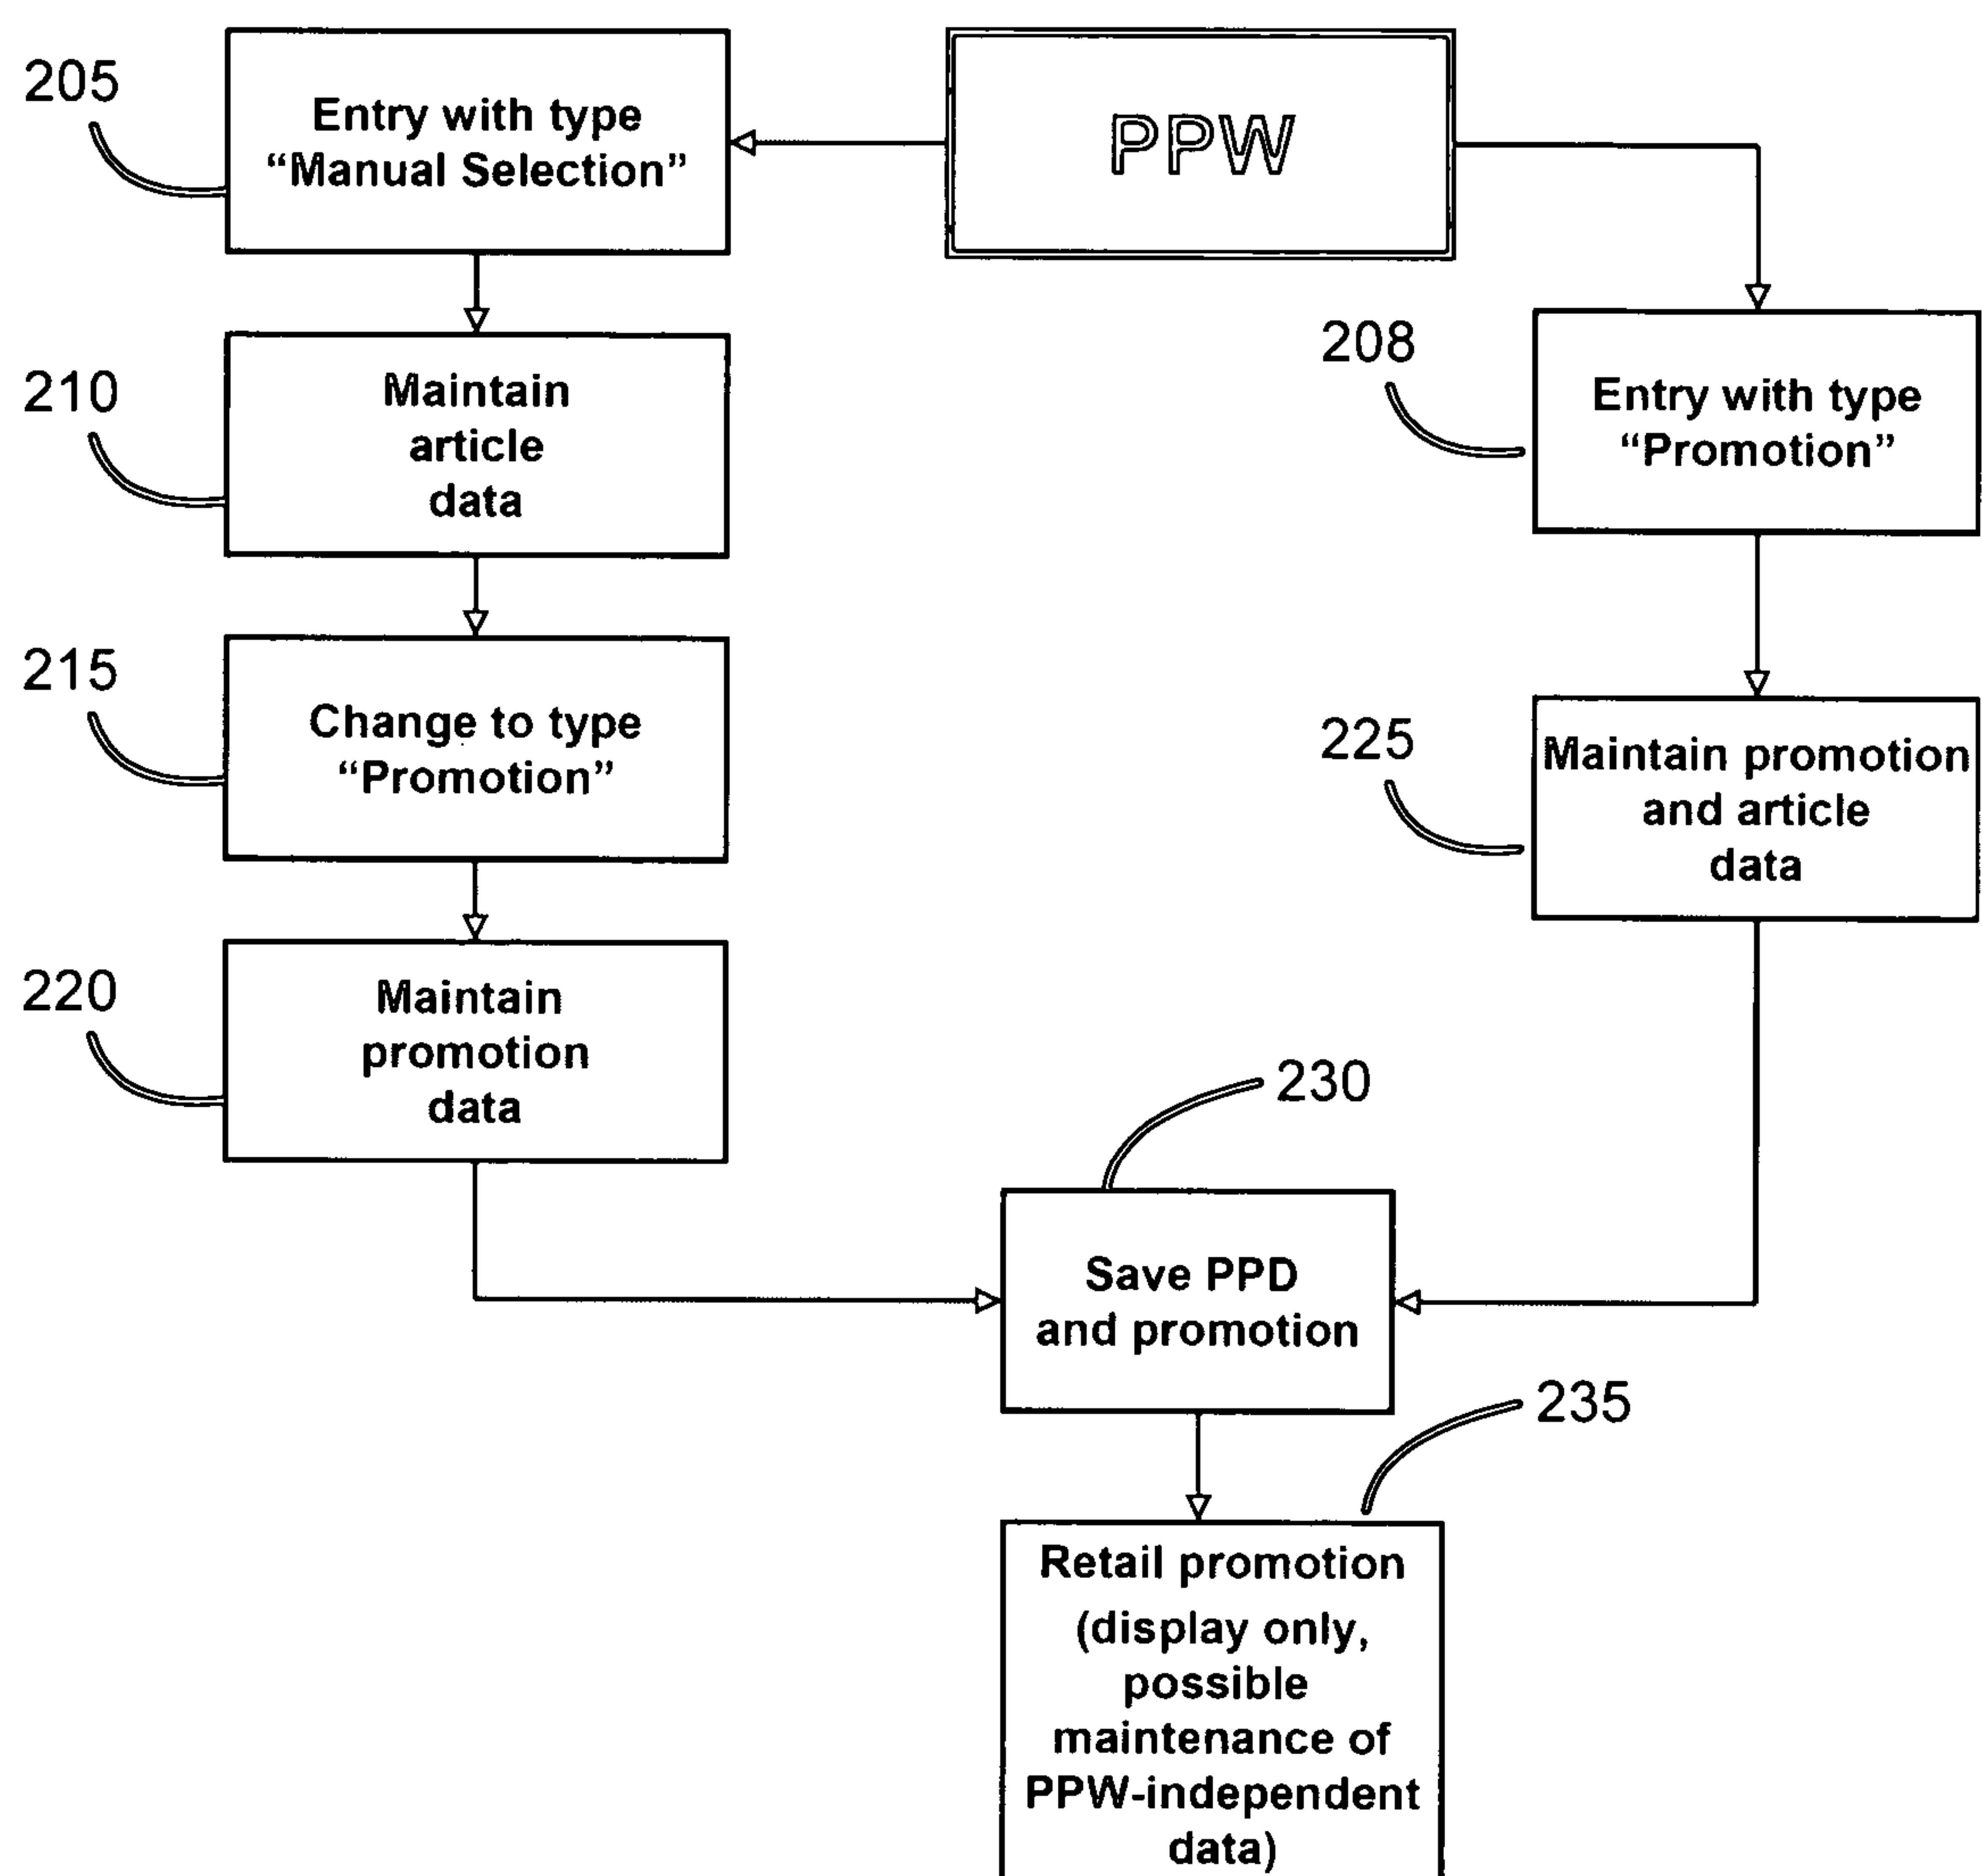 205
Entry with type
“Manual Selection”
PPW
210
Maintain
article
data
208
Entry with type
“Promotion”
215
Change to type
“Promotion”
225
Maintain promotion
and article
data
220
Maintain
promotion
data
230
Save PPD
and promotion
235
Retail promotion
(display only,
possible
maintenance of
PPW-independent
data)